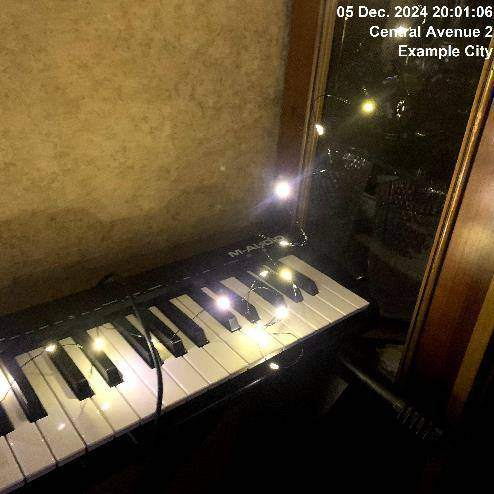 05 Dec. 2024 20:01:06
Central Avenue 2
Example City
M-AUDIO